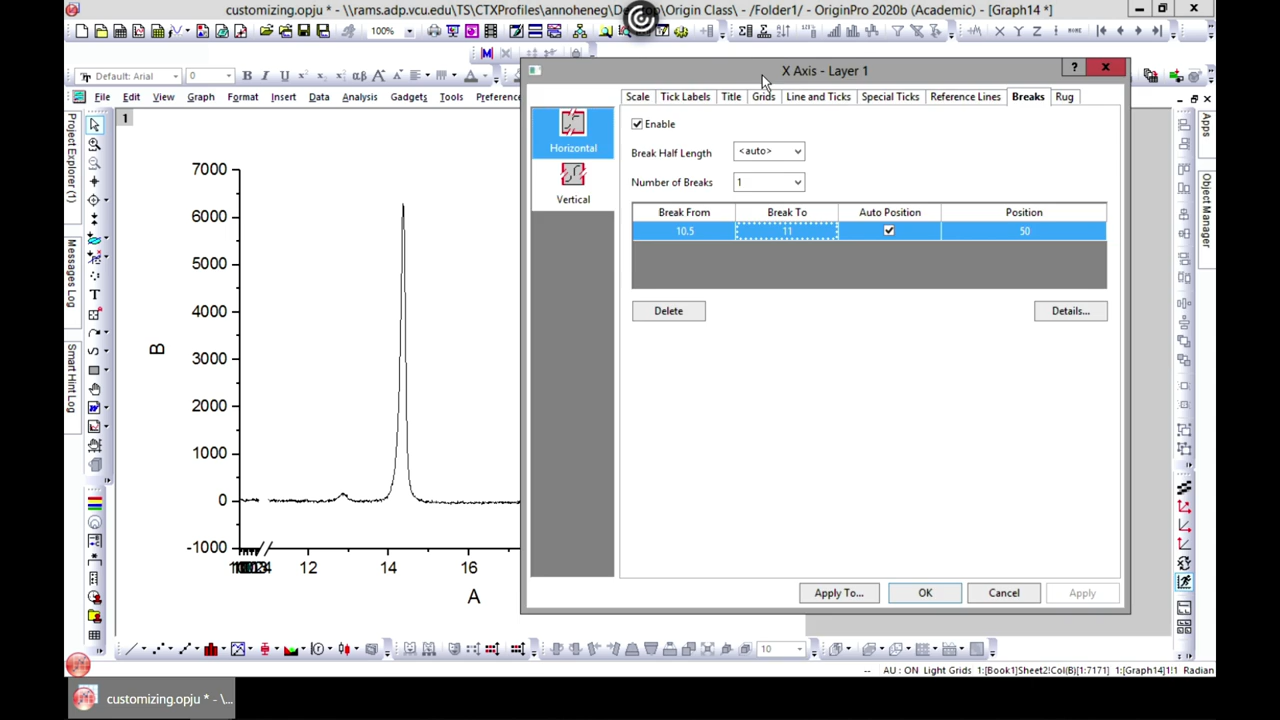 customizing.opju * - \\rams.adp.vcu.edu\TS\CTXProfiles\annoheneg\Desktop\Origin Class\ - /Folder1/ - OriginPro 2020b (Academic) - [Graph14 *]
100%
Default: Arial 0 B I U
File Edit View Graph Format Insert Data Analysis Gadgets Tools Preference
X Axis - Layer 1
?
Scale Tick Labels Title Grids Line and Ticks Special Ticks Reference Lines Breaks Rug
Horizontal
Vertical
Enable
Break Half Length <auto>
Number of Breaks 1
Break From Break To Auto Position Position
10.5 11 50
Delete Details...
Apply To... OK Cancel Apply
Project Explorer (1)
Messages Log
Smart Hint Log
Apps
Object Manager
1
7000
6000
5000
4000
3000
2000
1000
0
-1000
B
12 14 16
A
10
AU : ON Light Grids 1:[Book1]Sheet2!Col(B)[1:7171] 1:[Graph14]1!1 Radian
customizing.opju * - \...